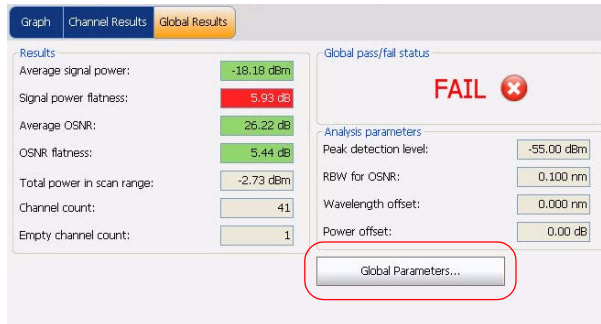 Graph Channel Results Global Results
Results
Average signal power: -18.18 dBm
Signal power flatness: 5.93 dB
Average OSNR: 26.22 dB
OSNR flatness: 5.44 dB
Total power in scan range: -2.73 dBm
Channel count: 41
Empty channel count: 1
Global pass/fail status
FAIL
Analysis parameters
Peak detection level: -55.00 dBm
RBW for OSNR: 0.100 nm
Wavelength offset: 0.000 nm
Power offset: 0.00 dB
Global Parameters...